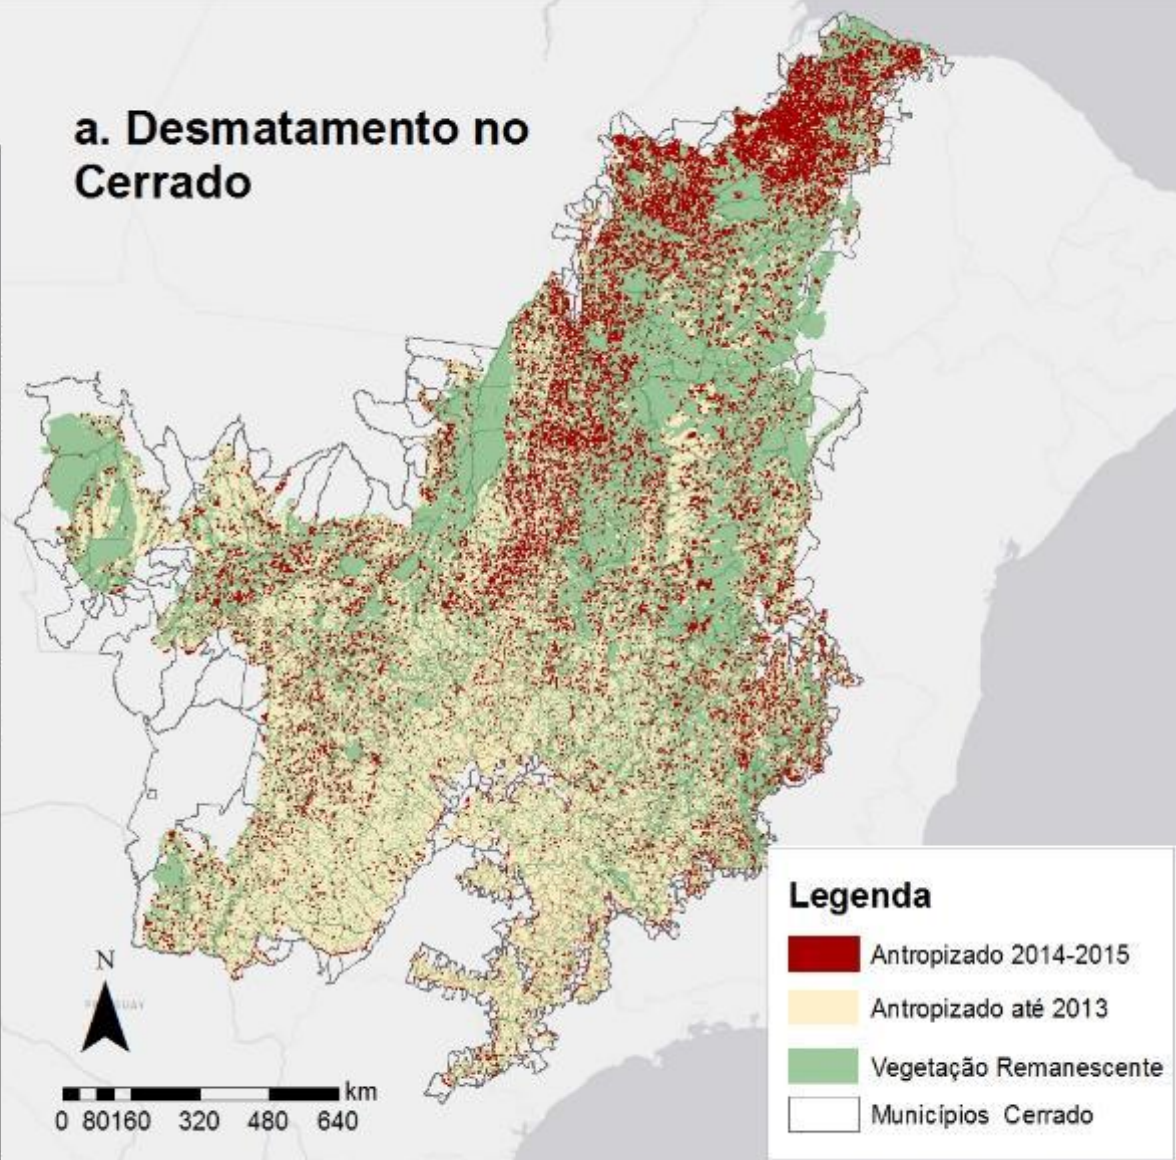 a. Desmatamento no
Cerrado
Legenda
Antropizado 2014-2015
Antropizado até 2013
Vegetação Remanescente
Municípios Cerrado
N
km
0 80160 320 480 640